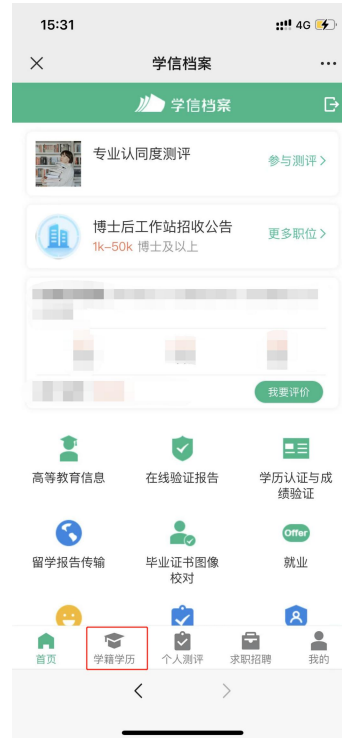 15:31
4G
学信档案
学信档案
专业认同度测评
参与测评
博士后工作站招收公告
更多职位
1k-50k 博士及以上
我要评价
高等教育信息
在线验证报告
学历认证与成
绩验证
Offer
留学报告传输
毕业证书图像
校对
就业
首页
学籍学历
个人测评
求职招聘
我的